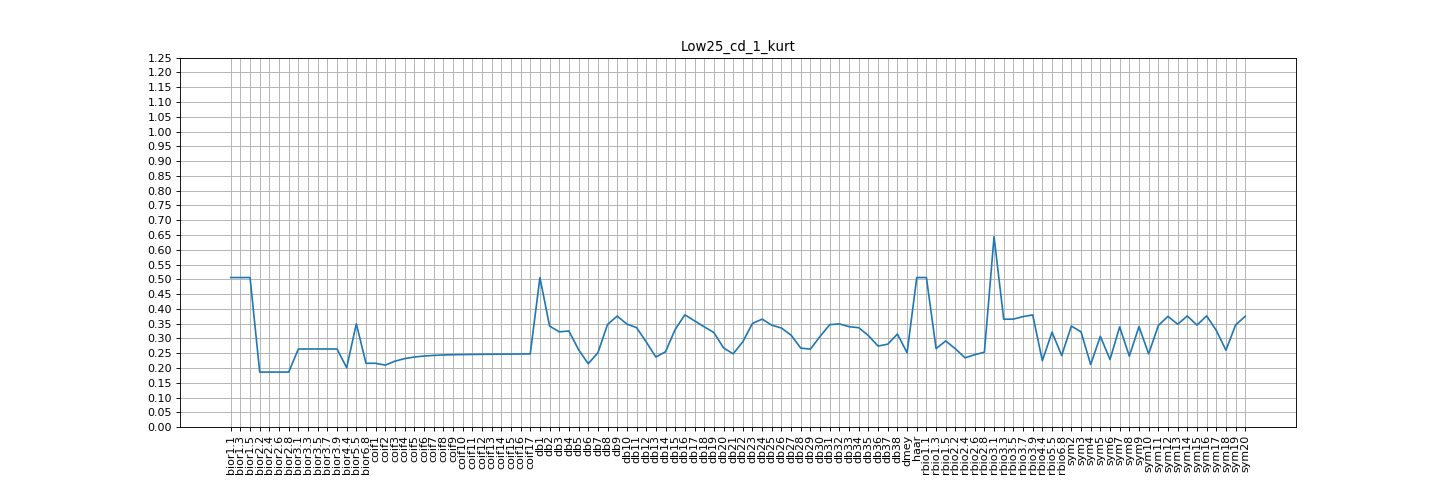 Low25_cd_1_kurt
1.25
1.20
1.15
1.10
1.05
1.00
0.95
0.90
0.85
0.80
0.75
0.70
0.65
0.60
0.55
0.50
0.45
0.40
0.35
0.30
0.25
0.20
0.15
0.10
0.05
0.00
bior1.1
bior1.3
bior1.5
bior2.2
bior2.4
bior2.6
bior2.8
bior3.1
bior3.3
bior3.5
bior3.7
bior3.9
bior4.4
bior5.5
bior6.8
coif1
coif2
coif3
coif4
coif5
coif6
coif7
coif8
coif9
coif10
coif11
coif12
coif13
coif14
coif15
coif16
coif17
db1
db2
db3
db4
db5
db6
db7
db8
db9
db10
db11
db12
db13
db14
db15
db16
db17
db18
db19
db20
db21
db22
db23
db24
db25
db26
db27
db28
db29
db30
db31
db32
db33
db34
db35
db36
db37
db38
dmey
haar
rbio1.1
rbio1.3
rbio1.5
rbio2.2
rbio2.4
rbio2.6
rbio2.8
rbio3.1
rbio3.3
rbio3.5
rbio3.7
rbio3.9
rbio4.4
rbio5.5
rbio6.8
sym2
sym3
sym4
sym5
sym6
sym7
sym8
sym9
sym10
sym11
sym12
sym13
sym14
sym15
sym16
sym17
sym18
sym19
sym20